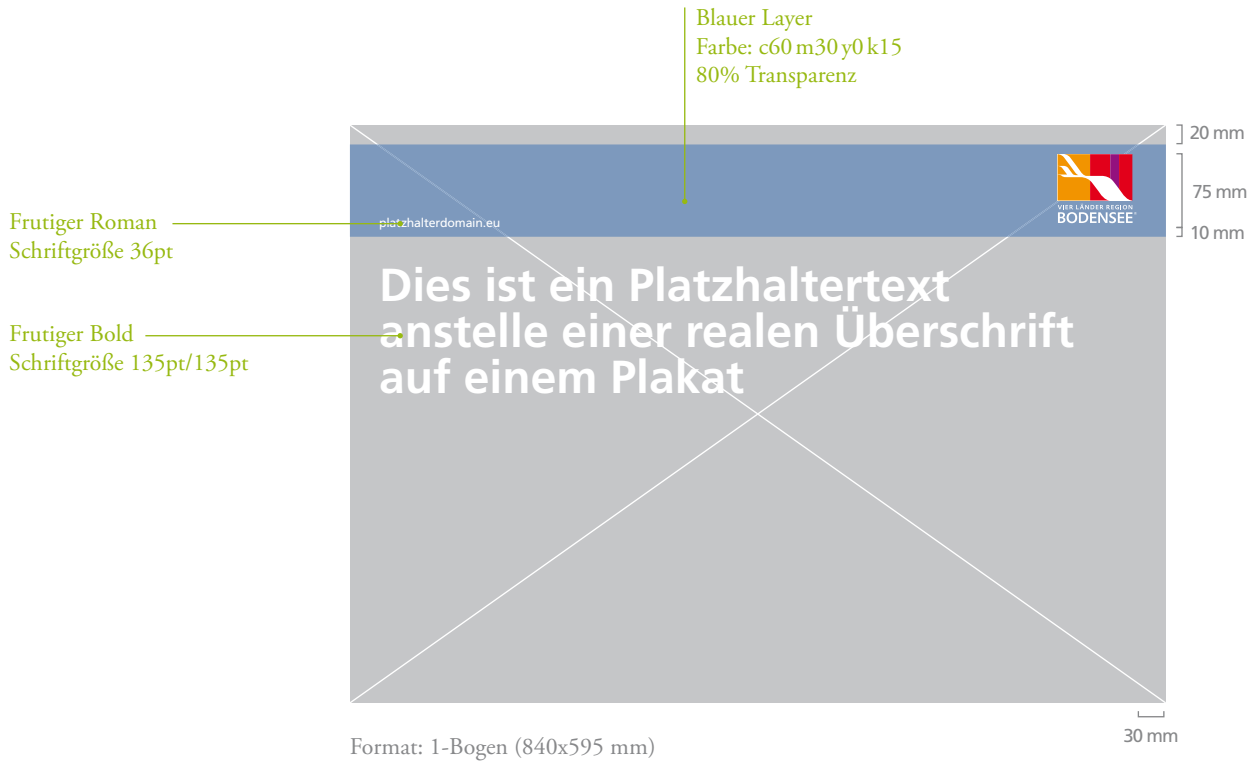 Blauer Layer
Farbe: c60 m30 y0 k15
80% Transparenz
20 mm
75 mm
10 mm
VIER LÄNDER REGION
BODENSEE®
platzhalterdomain.eu
Frutiger Roman
Schriftgröße 36pt
Dies ist ein Platzhaltertext
anstelle einer realen Überschrift
auf einem Plakat
Frutiger Bold
Schriftgröße 135pt/135pt
30 mm
Format: 1-Bogen (840x595 mm)